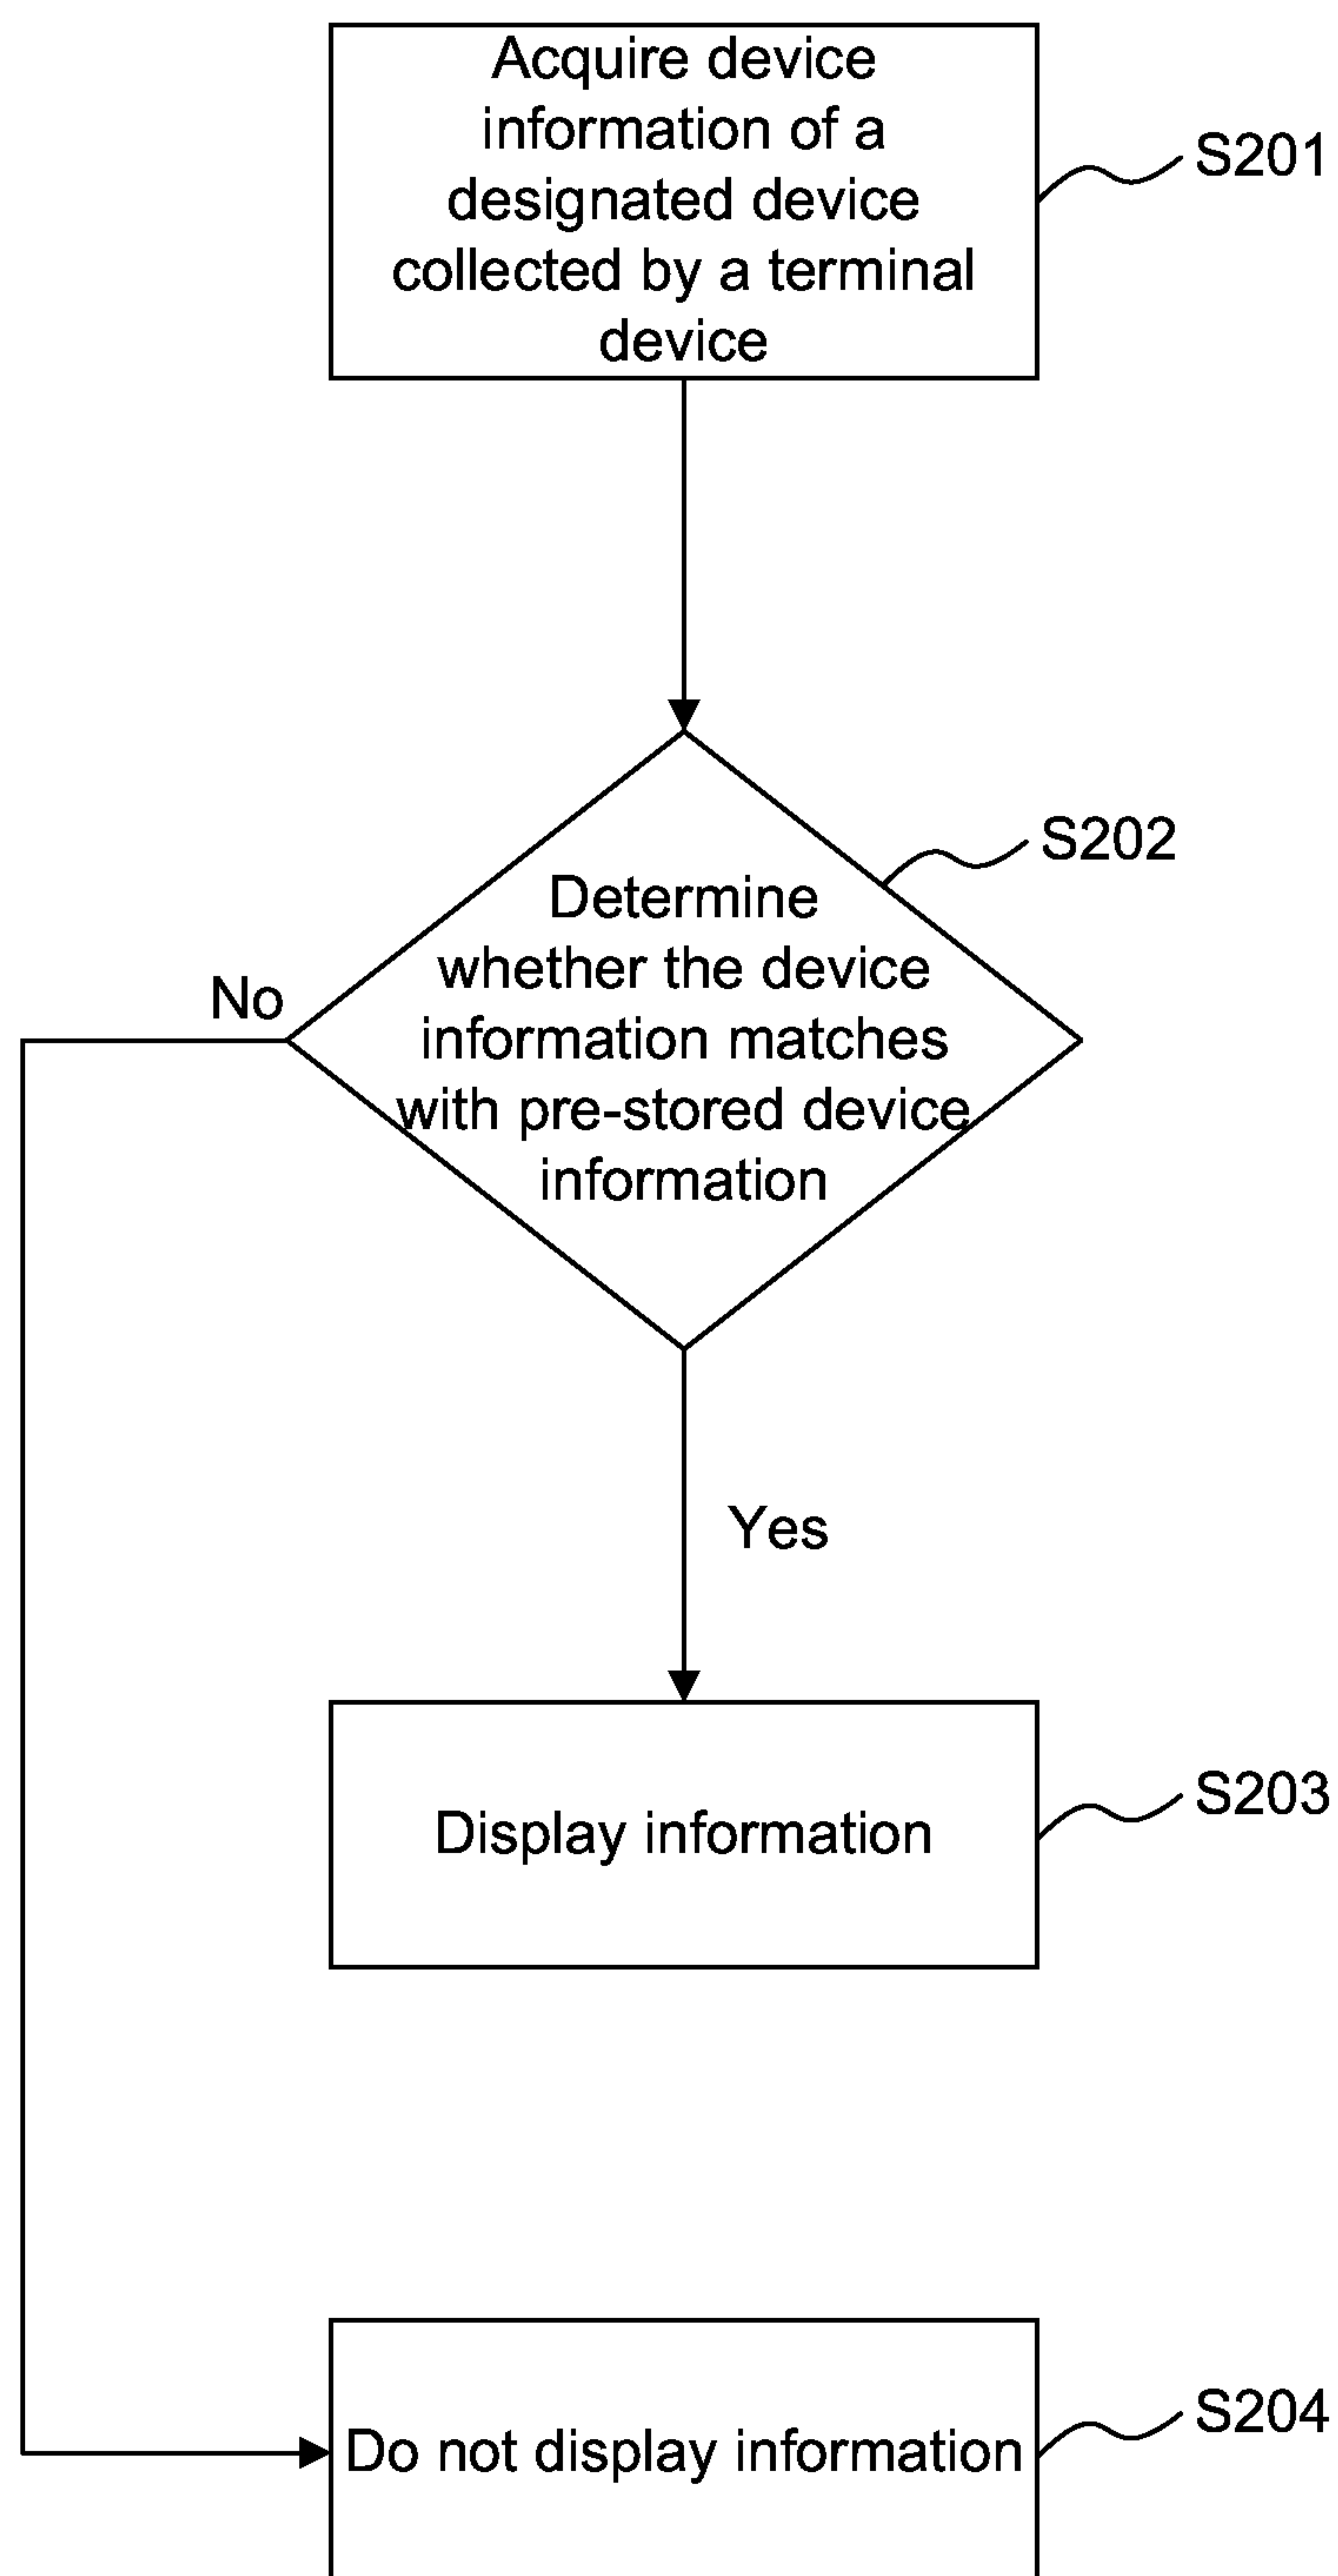 Acquire device
information of a
designated device
collected by a terminal
device
S201
S202
Determine
whether the device
information matches
with pre-stored device
information
No
Yes
Display information
S203
Do not display information
S204